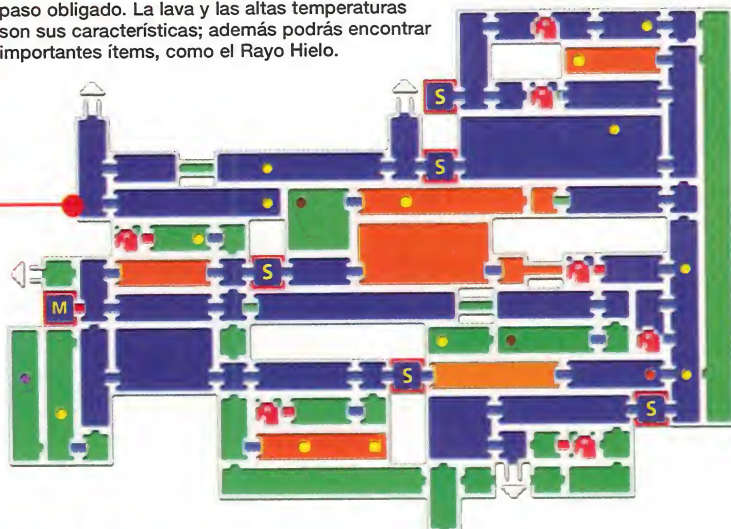 paso obligado. La lava y las altas temperaturas
son sus características; además podrás encontrar
importantes ítems, como el Rayo Hielo.
S
S
S
M
S
S